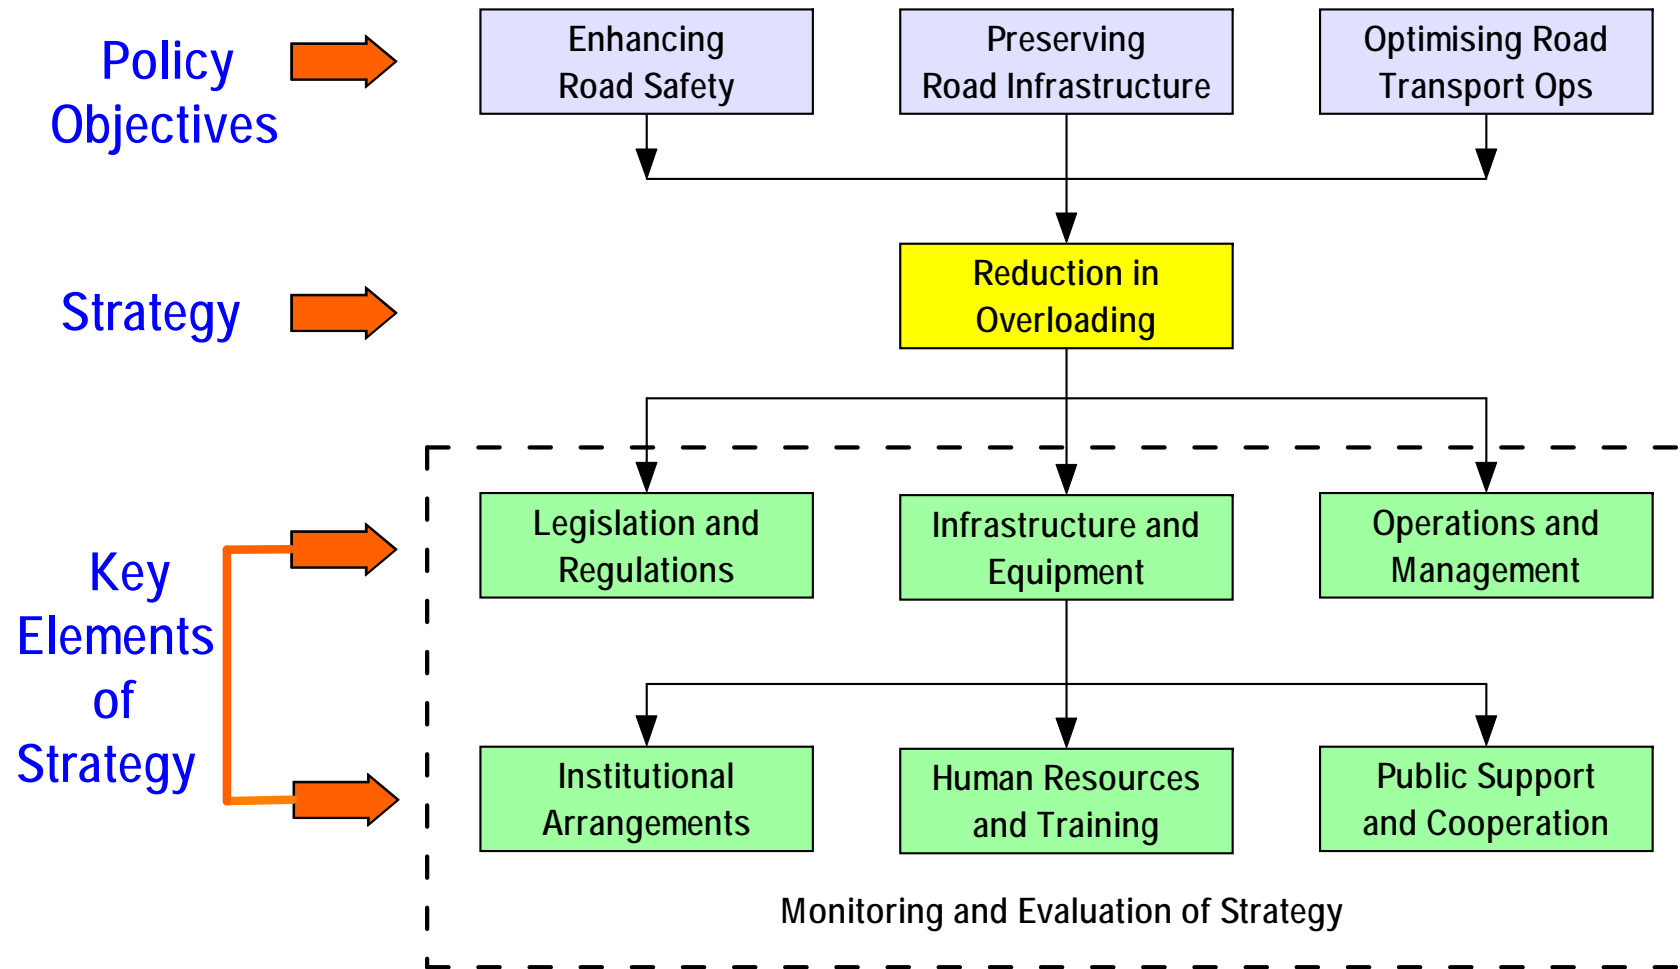 Policy
Objectives
Enhancing
Road Safety
Preserving
Road Infrastructure
Optimising Road
Transport Ops
Strategy
Reduction in
Overloading
Key
Elements
of
Strategy
Legislation and
Regulations
Infrastructure and
Equipment
Operations and
Management
Institutional
Arrangements
Human Resources
and Training
Public Support
and Cooperation
Monitoring and Evaluation of Strategy